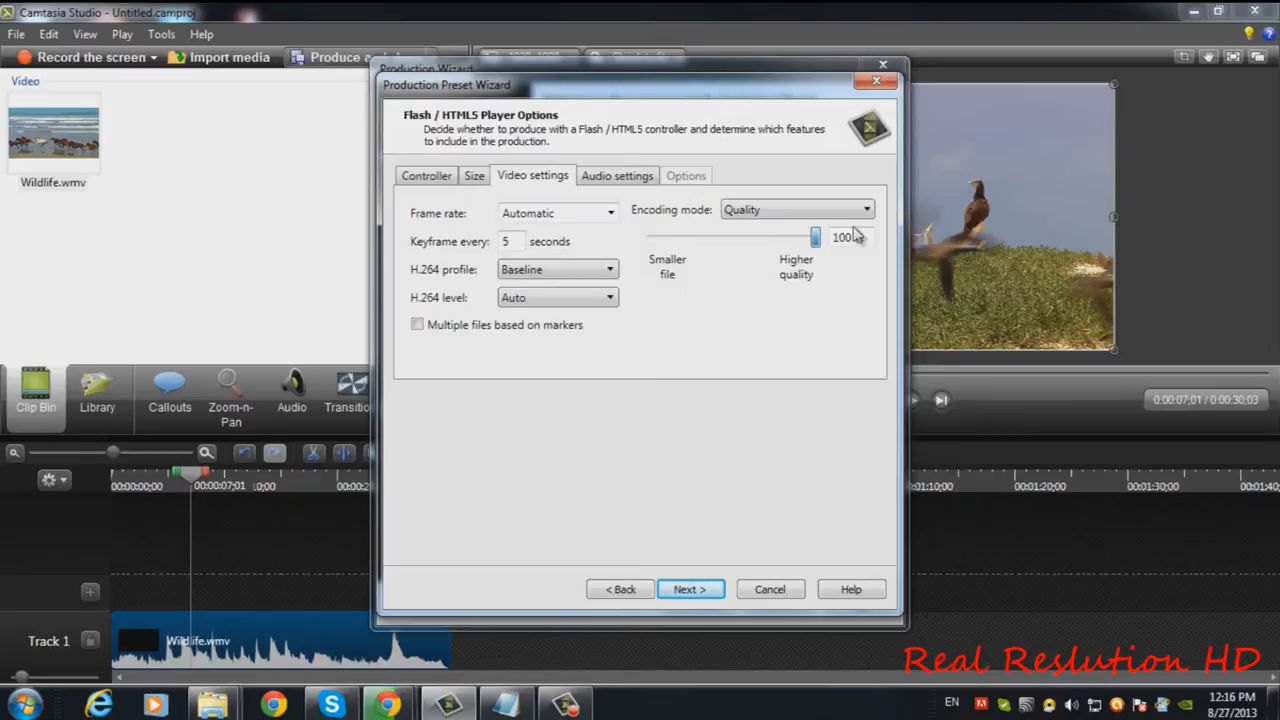 Camtasia Studio - Untitled.camproj
File Edit View Play Tools Help
Record the screen Import media Produce
Video
Wildlife.wmv
Production Wizard
Production Preset Wizard
Flash / HTML5 Player Options
Decide whether to produce with a Flash / HTML5 controller and determine which features
to include in the production.
Controller Size Video settings Audio settings Options
Frame rate: Automatic Encoding mode: Quality
Keyframe every: 5 seconds 100%
Smaller Higher
file quality
H.264 profile: Baseline
H.264 level: Auto
Multiple files based on markers
< Back Next > Cancel Help
Clip Bin Library Callouts Zoom-n-
Pan Audio Transitio
0:00:07;01 / 0:00:30;03
00:00:00;00 00:00:07;01 10;00 00:00:2 01:10;00 00:01:20;00 00:01:30;00 00:01:40;
Track 1 Wildlife.wmv
Real Reslution HD
EN 12:16 PM
8/27/2013